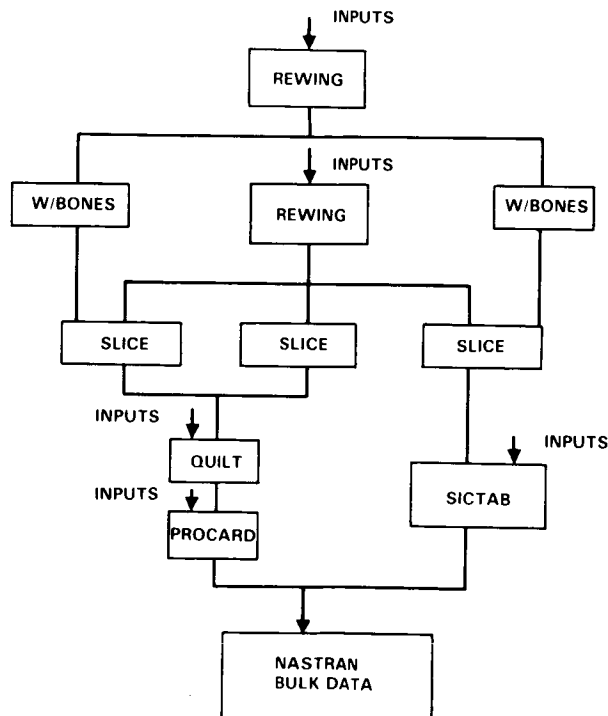 INPUTS
REWING
INPUTS
W/BONES
REWING
W/BONES
SLICE
SLICE
SLICE
INPUTS
INPUTS
QUILT
SICTAB
INPUTS
PROCARD
NASTRAN
BULK DATA